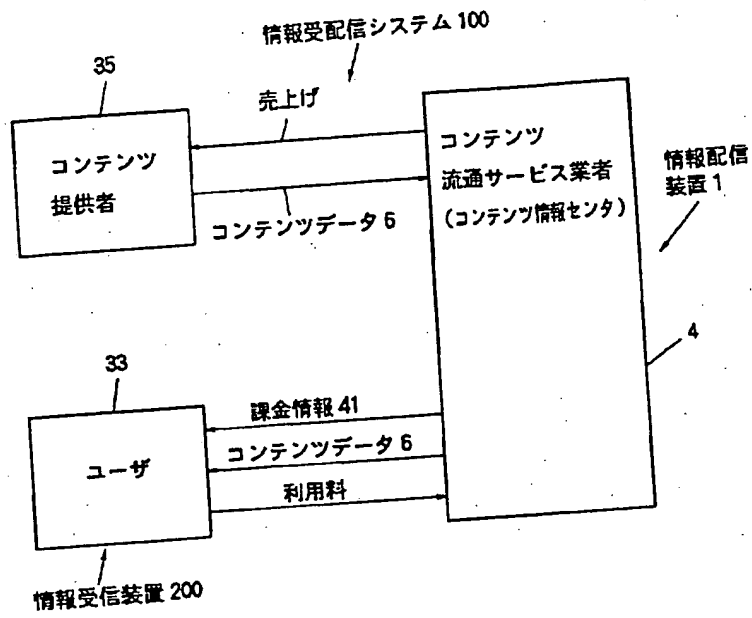 情報受配信システム 100
35
売上げ
コンテンツ
提供者
コンテンツデータ 6
コンテンツ
流通サービス業者
(コンテンツ情報センタ)
情報配信
装置 1
4
33
ユーザ
課金情報 41
コンテンツデータ 6
利用料
情報受信装置 200